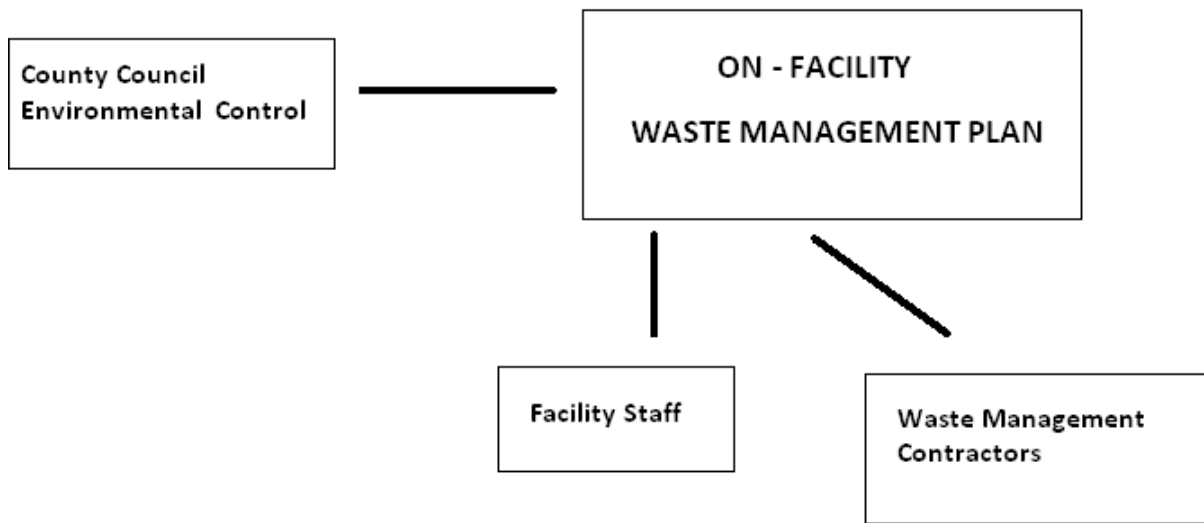 County Council
Environmental Control
ON - FACILITY
WASTE MANAGEMENT PLAN
Facility Staff
Waste Management
Contractors